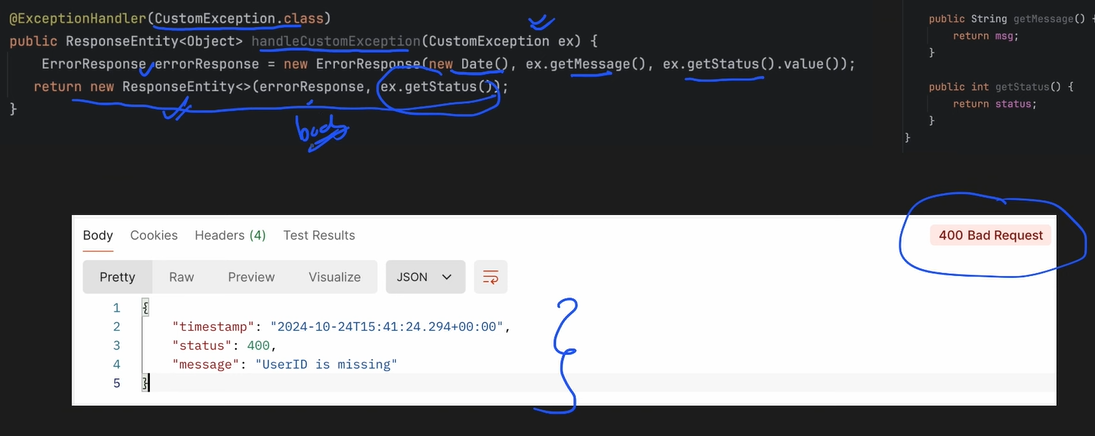 @ExceptionHandler(CustomException.class)
public ResponseEntity<Object> handleCustomException(CustomException ex) {
ErrorResponse errorResponse = new ErrorResponse(new Date(), ex.getMessage(), ex.getStatus().value());
return new ResponseEntity<>(errorResponse, ex.getStatus());
}
body
public String getMessage() {
return msg;
}
public int getStatus() {
return status;
}
}
Body Cookies Headers (4) Test Results
400 Bad Request
Pretty Raw Preview Visualize JSON
1 {
2 "timestamp": "2024-10-24T15:41:24.294+00:00",
3 "status": 400,
4 "message": "UserID is missing"
5 }